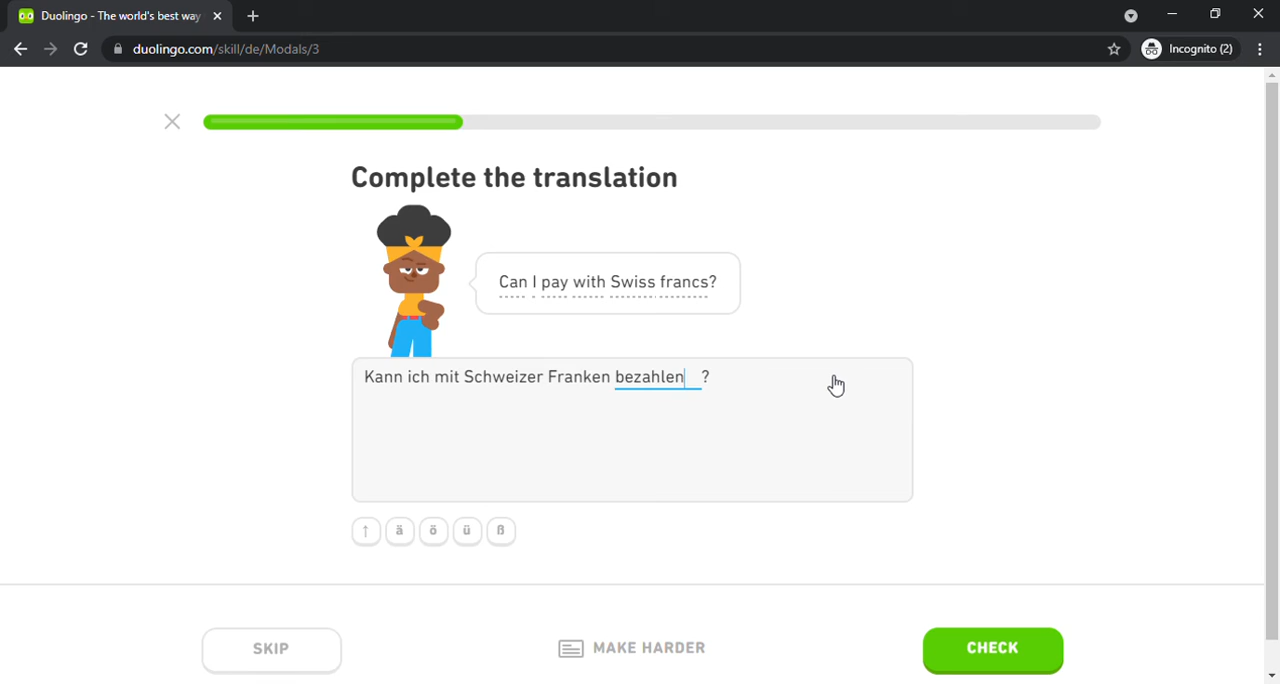 Duolingo - The world's best way
duolingo.com/skill/de/Modals/3
Incognito (2)
Complete the translation
Can I pay with Swiss francs?
Kann ich mit Schweizer Franken bezahlen ?
↑ ä ö ü ß
SKIP
MAKE HARDER
CHECK